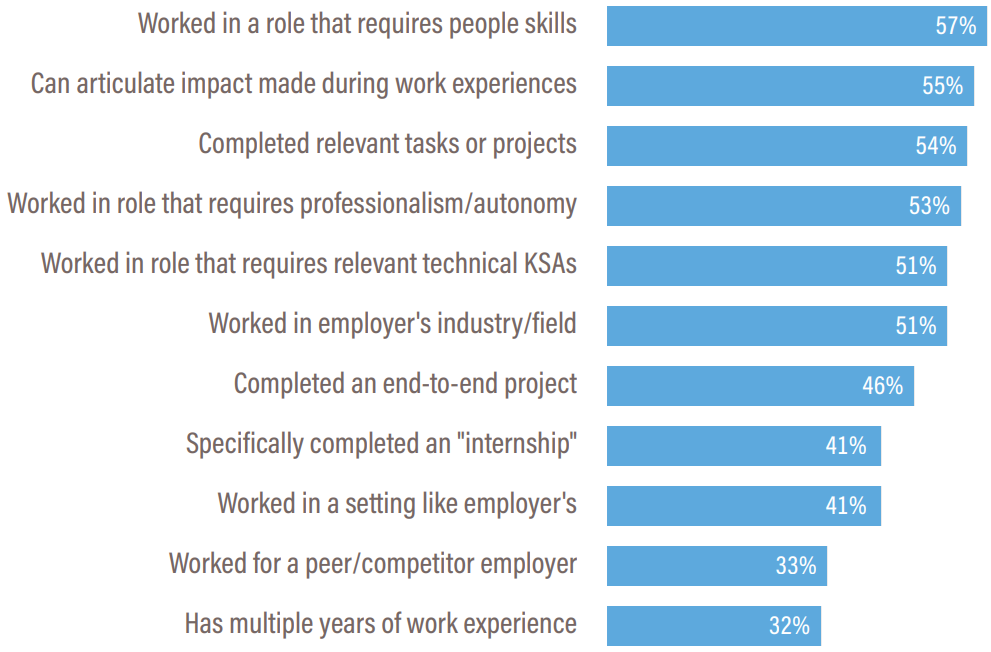 Worked in a role that requires people skills 57%
Can articulate impact made during work experiences 55%
Completed relevant tasks or projects 54%
Worked in role that requires professionalism/autonomy 53%
Worked in role that requires relevant technical KSAs 51%
Worked in employer's industry/field 51%
Completed an end-to-end project 46%
Specifically completed an "internship" 41%
Worked in a setting like employer's 41%
Worked for a peer/competitor employer 33%
Has multiple years of work experience 32%